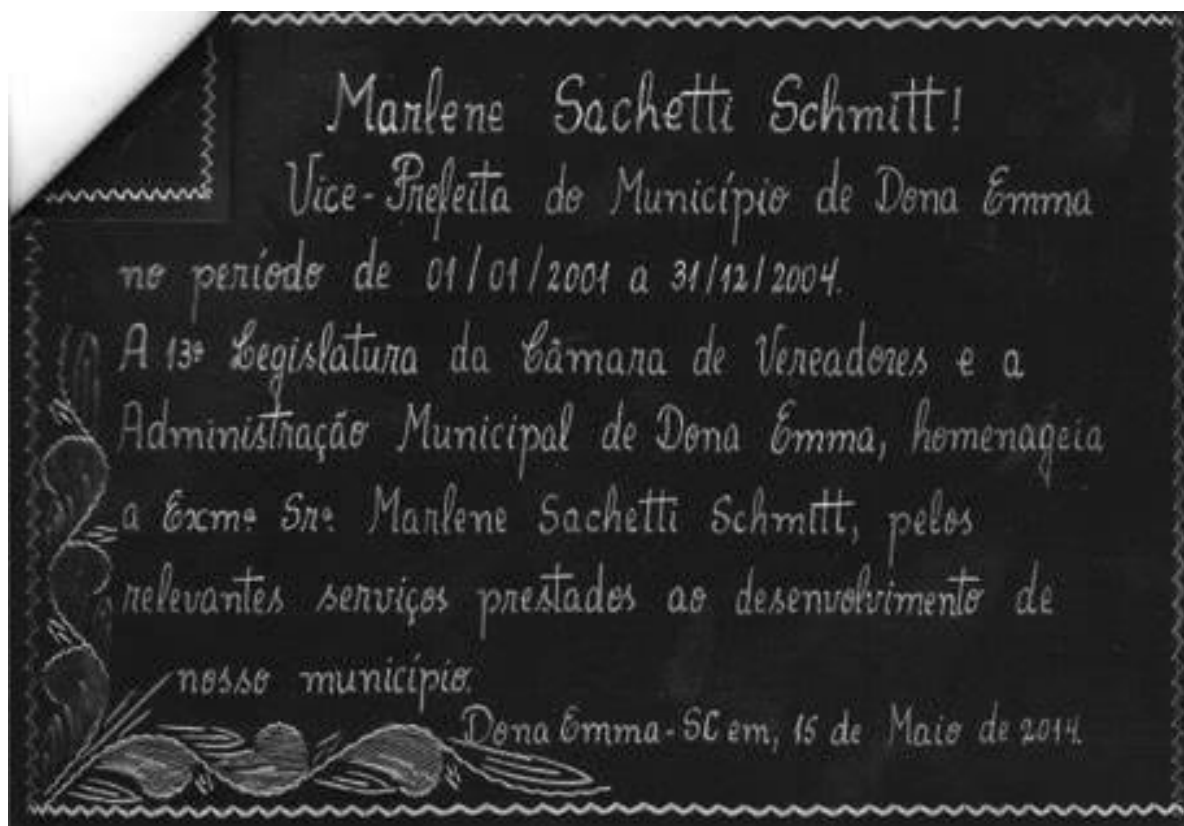 Marlene Sachetti Schmitt!
Vice-Prefeita do Município de Dona Emma
no período de 01/01/2001 a 31/12/2004.
A 13ª Legislatura da Câmara de Vereadores e a
Administração Municipal de Dona Emma, homenageia
a Exmª Srª Marlene Sachetti Schmitt, pelos
relevantes serviços prestados ao desenvolvimento de
nosso município.
Dona Emma-SC em, 15 de Maio de 2014.